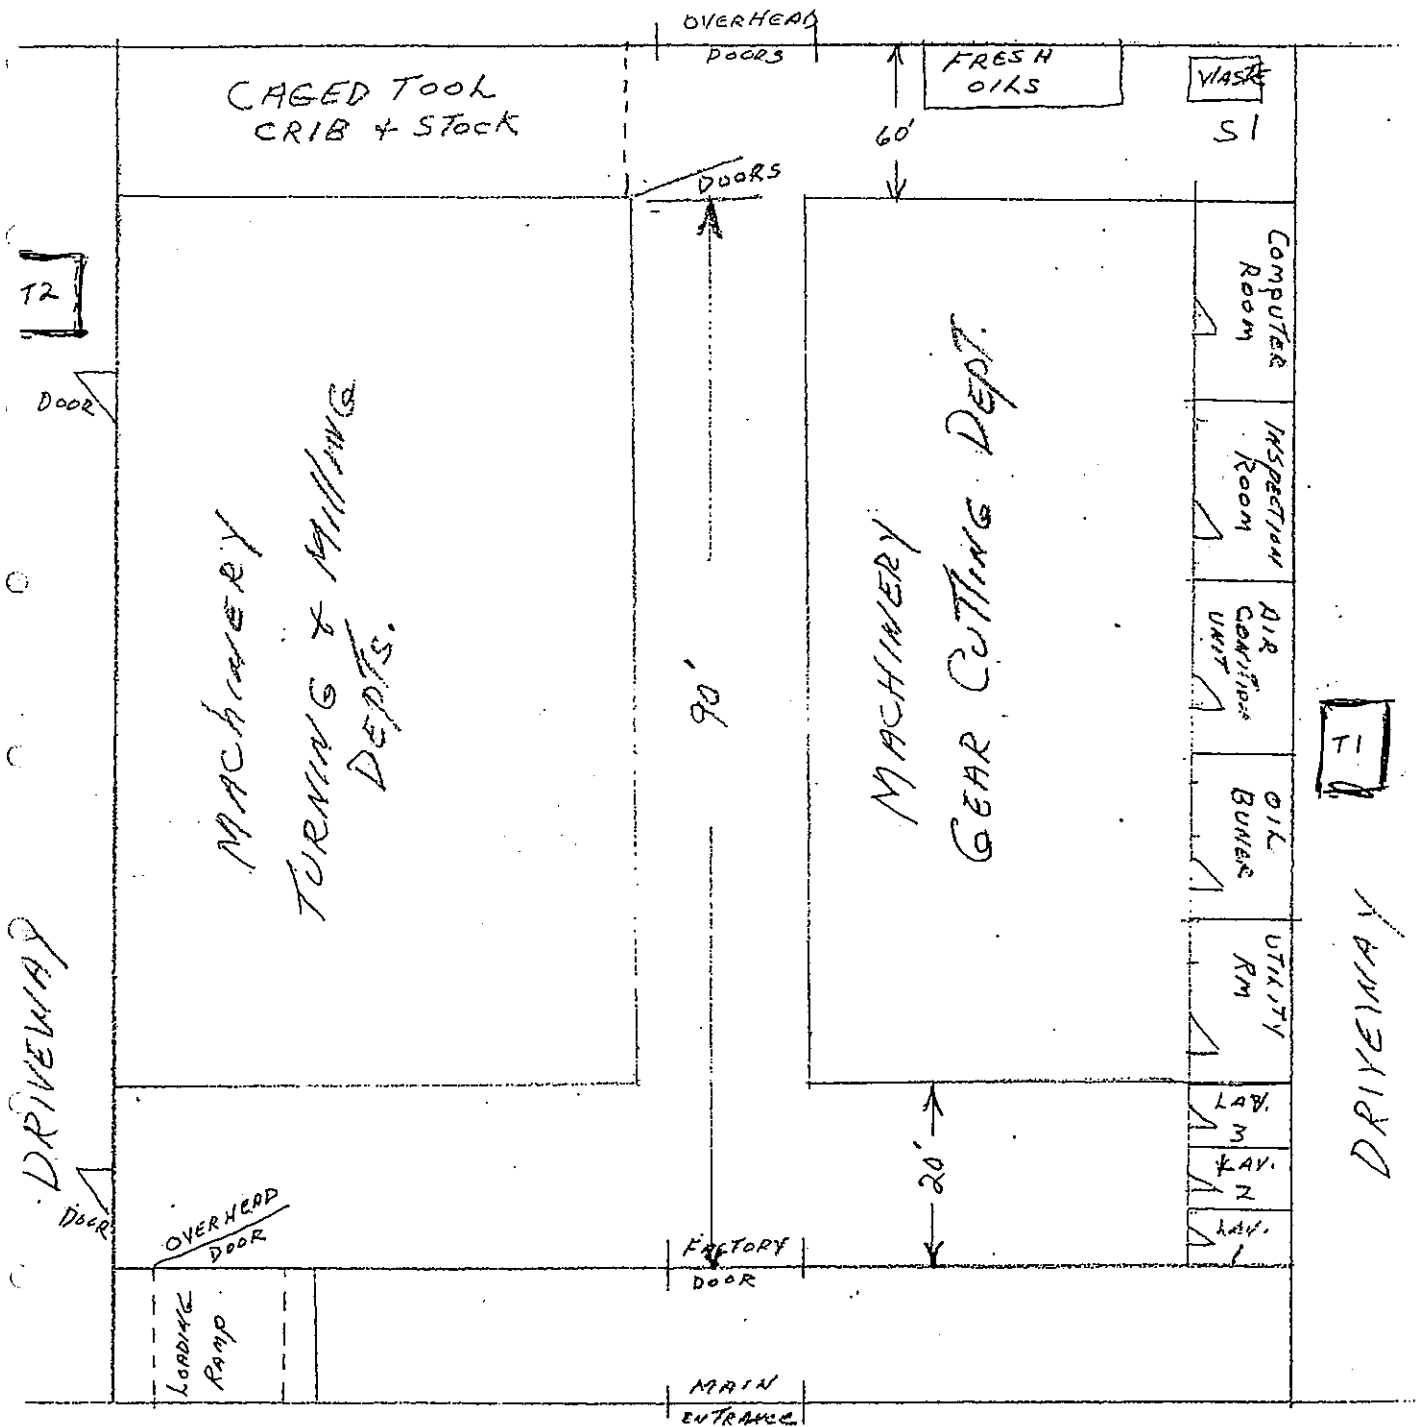 OVERHEAD
DOORS
CAGED TOOL
CRIB & STOCK
FRESH
OILS
WASTE
S1
60'
DOORS
T2
DOOR
COMPUTER
ROOM
INSPECTION
ROOM
MACHINERY
TURNING & MILLING
DEPTS.
90'
MACHINERY
GEAR CUTTING DEPT.
AIR
CONITION
UNIT
T1
OIL
BUNER
UTILITY
RM
DRIVEWAY
DRIVEWAY
LAV.
3
LAV.
2
LAV.
1
20'
DOOR
OVERHEAD
DOOR
FACTORY
DOOR
LOADING
RAMP
MAIN
ENTRANCE